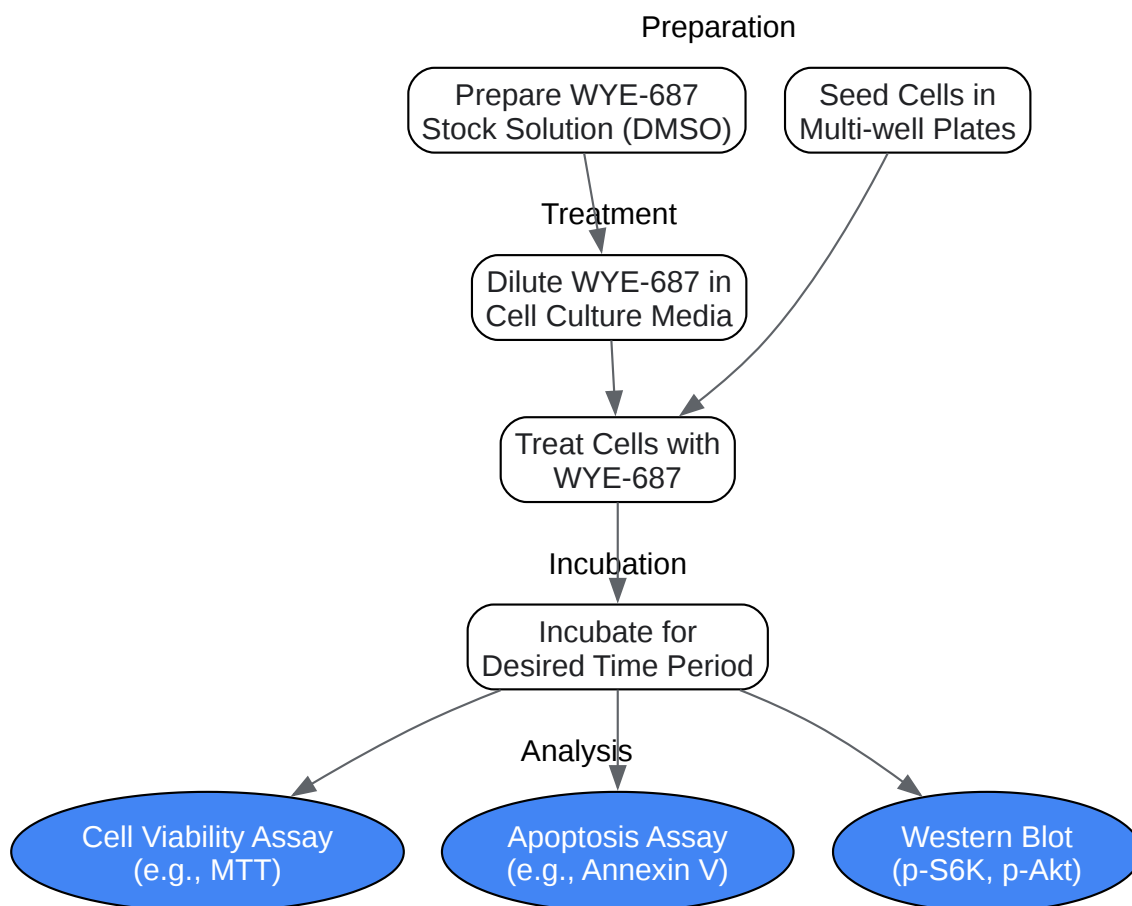 Preparation
Prepare WYE-687
Stock Solution (DMSO)
Seed Cells in
Multi-well Plates
Treatment
Dilute WYE-687 in
Cell Culture Media
Treat Cells with
WYE-687
Incubation
Incubate for
Desired Time Period
Analysis
Cell Viability Assay
(e.g., MTT)
Apoptosis Assay
(e.g., Annexin V)
Western Blot
(p-S6K, p-Akt)